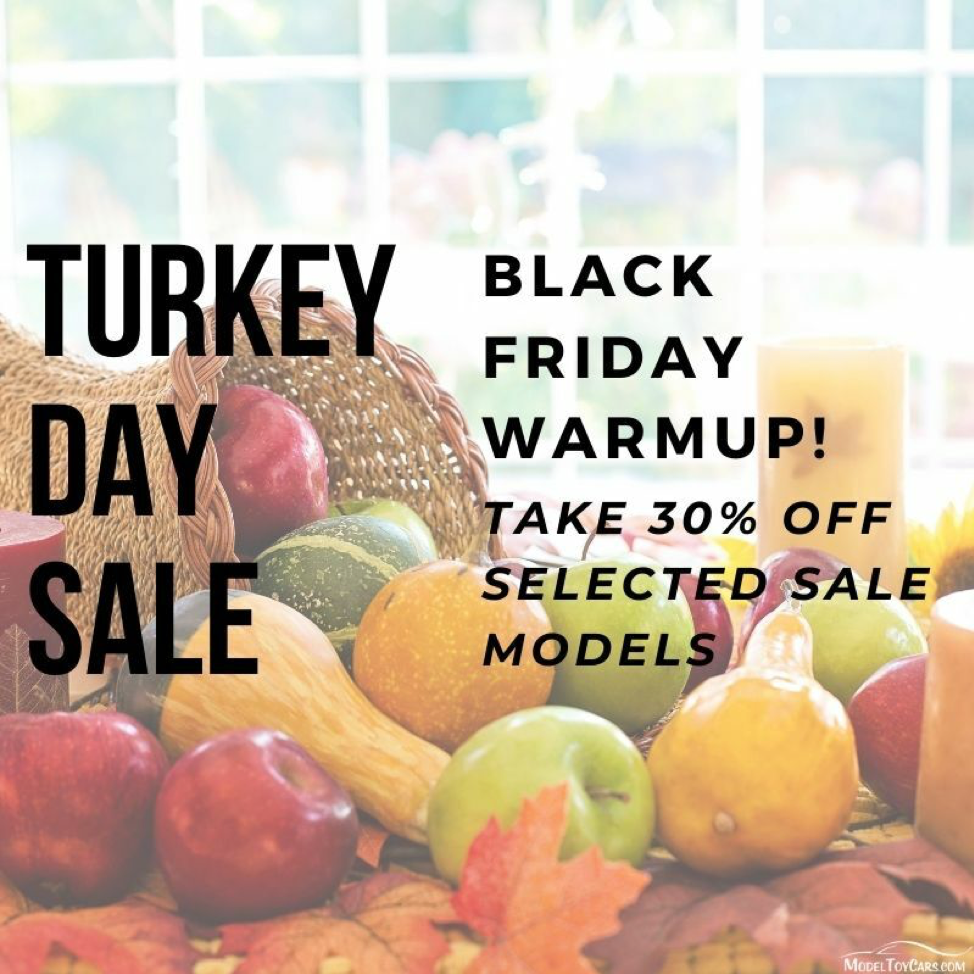 TURKEY
DAY
SALE
BLACK
FRIDAY
WARMUP!
TAKE 30% OFF
SELECTED SALE
MODELS
MODELTOYCARS.COM